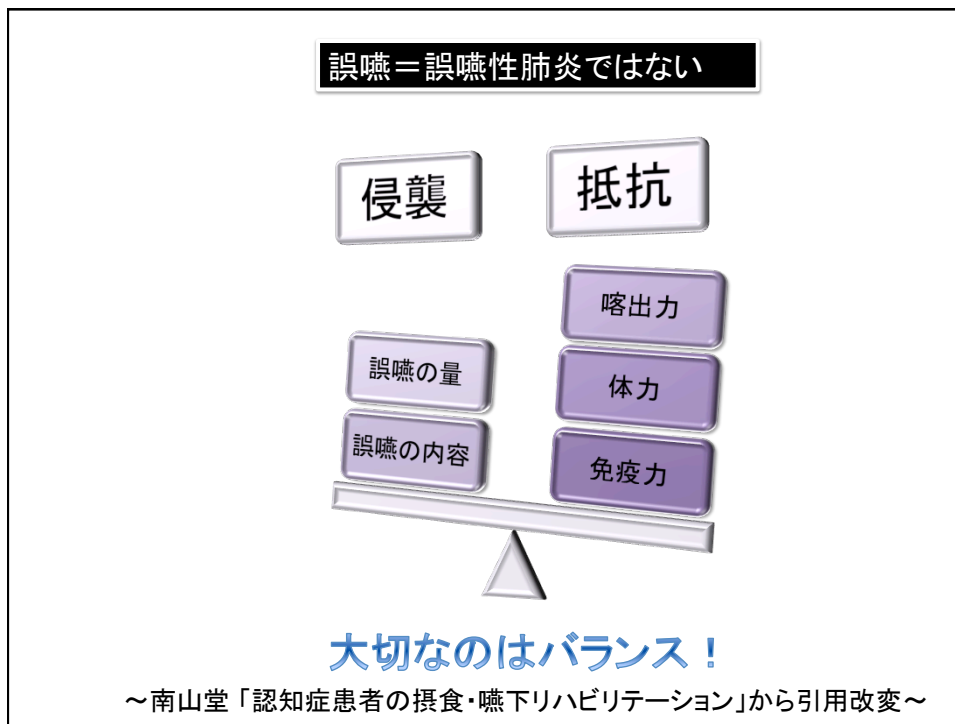 誤嚥＝誤嚥性肺炎ではない
侵襲
抵抗
喀出力
誤嚥の量
体力
誤嚥の内容
免疫力
大切なのはバランス！
～南山堂 「認知症患者の摂食・嚥下リハビリテーション」から引用改変～